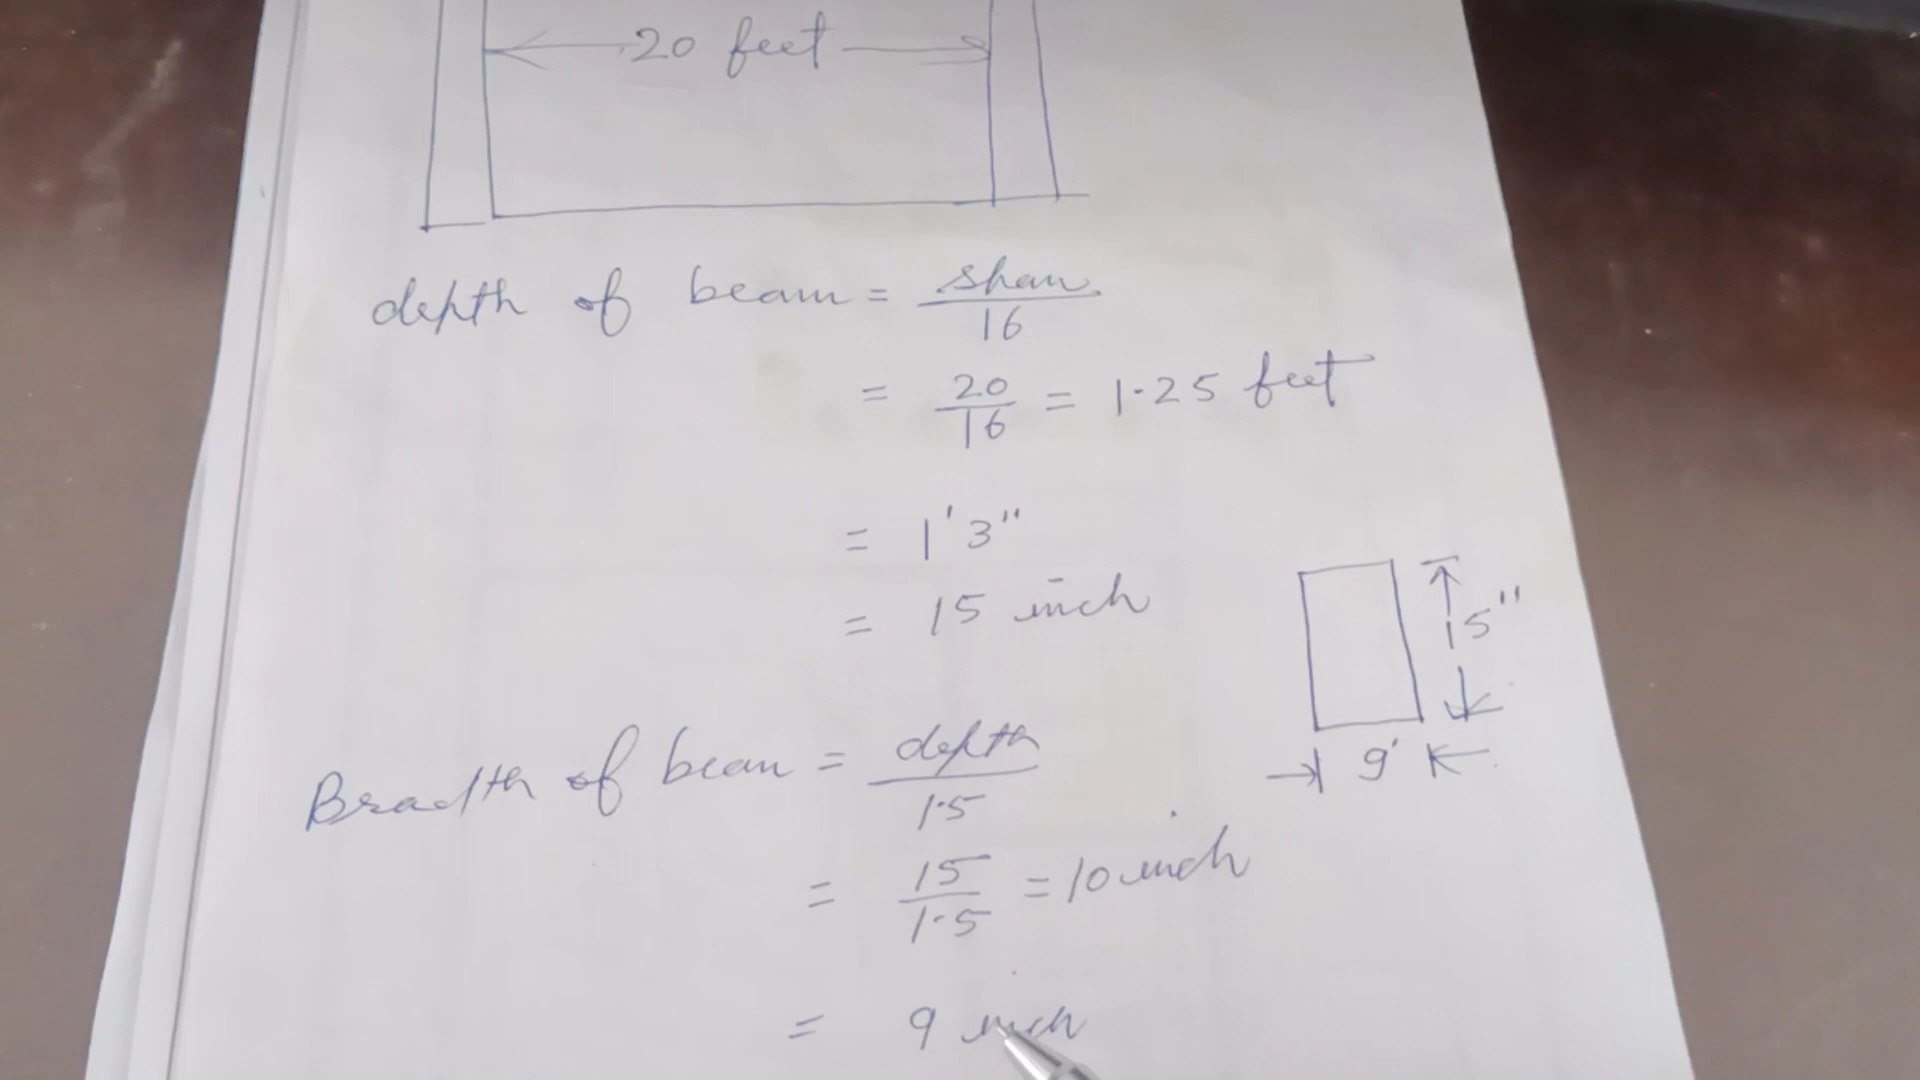 20 feet
depth of beam = span/16
= 20/16 = 1.25 feet
= 1'3"
= 15 inch
15"
9'
Bradth of beam = depth/1.5
= 15/1.5 = 10 inch
= 9 inch